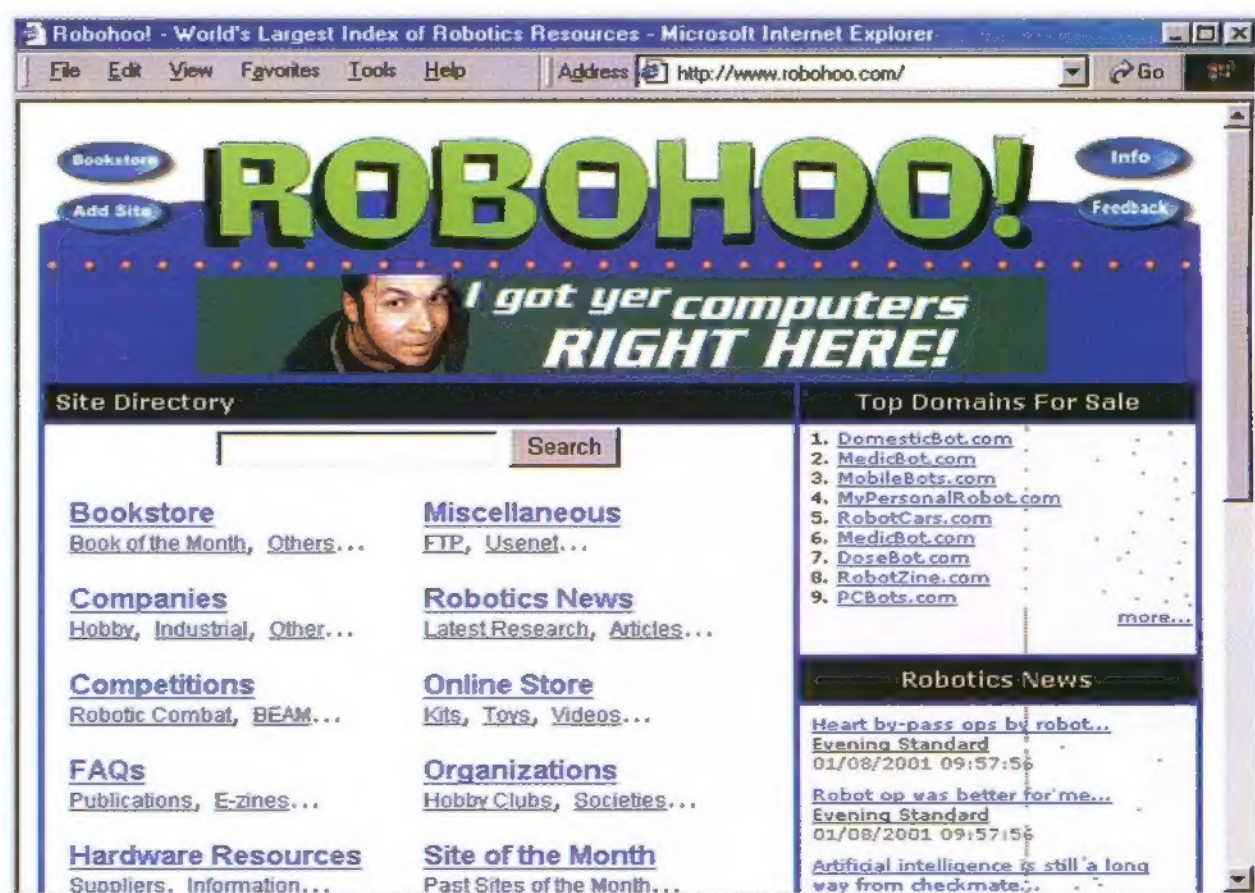 Robohoo! - World's Largest Index of Robotics Resources - Microsoft Internet Explorer
File Edit View Favorites Tools Help Address http://www.robohoo.com/ Go
Bookstore
Add Site
ROBOHOO!
Info
Feedback
I got yer computers
RIGHT HERE!
Site Directory
Search
Bookstore
Book of the Month, Others...
Miscellaneous
FTP, Usenet...
Companies
Hobby, Industrial, Other...
Robotics News
Latest Research, Articles...
Competitions
Robotic Combat, BEAM...
Online Store
Kits, Toys, Videos...
FAQs
Publications, E-zines...
Organizations
Hobby Clubs, Societies...
Hardware Resources
Suppliers, Information...
Site of the Month
Past Sites of the Month...
Top Domains For Sale
1. DomesticBot.com
2. MedicBot.com
3. MobileBots.com
4. MyPersonalRobot.com
5. RobotCars.com
6. MedicBot.com
7. DoseBot.com
8. RobotZine.com
9. PCBots.com
more...
Robotics News
Heart by-pass ops by robot...
Evening Standard
01/08/2001 09:57:56
Robot op was better for me...
Evening Standard
01/08/2001 09:57:56
Artificial intelligence is still a long
way from checkmate...